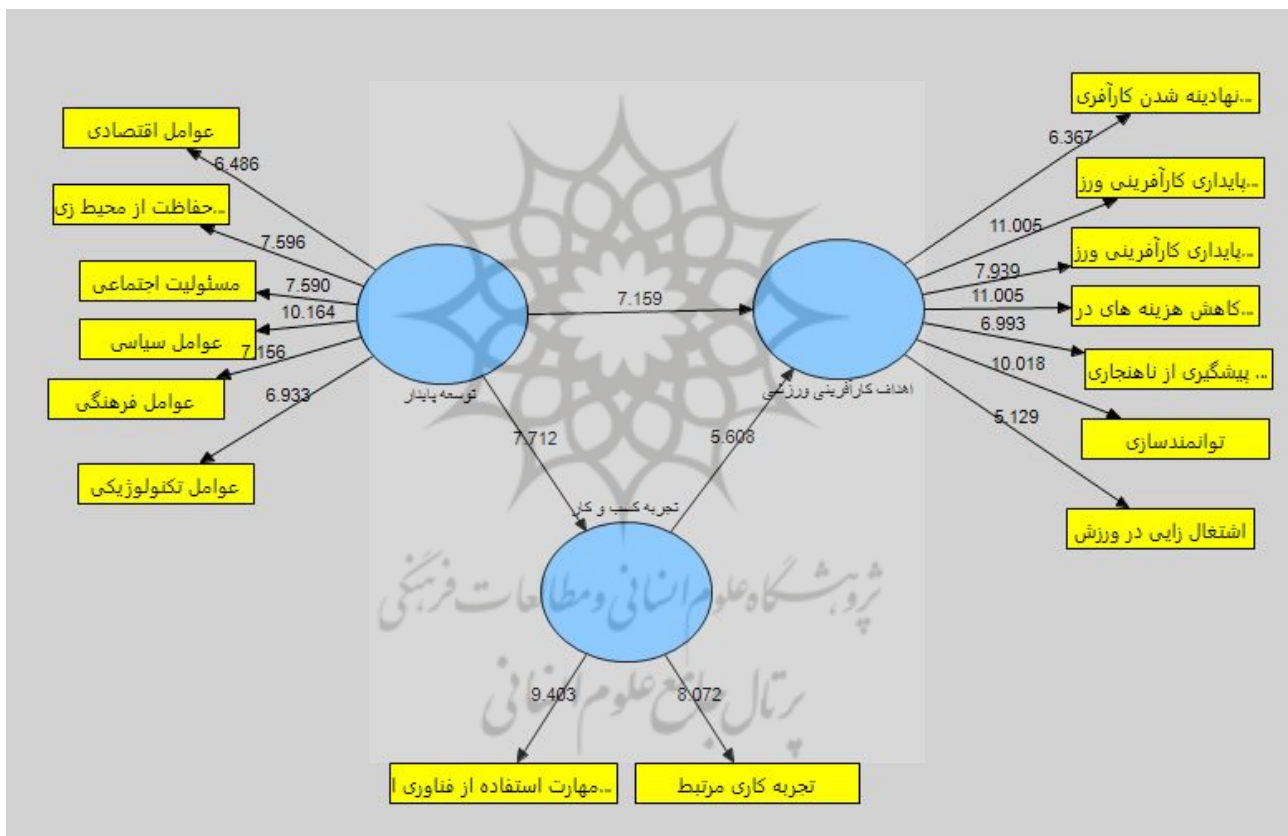 عوامل اقتصادی
6.486
حفاظت از محیط زی...
7.596
مسئولیت اجتماعی
7.590
عوامل سیاسی
10.164
عوامل فرهنگی
7.156
عوامل تکنولوژیکی
6.933
توسعه پایدار
7.159
7.712
5.608
اهداف کارآفرینی ورزشی
نهادینه شدن کارآفری...
6.367
پایداری کارآفرینی ورز...
11.005
پایداری کارآفرینی ورز...
7.939
کاهش هزینه های در...
11.005
پیشگیری از ناهنجاری ...
6.993
توانمندسازی
10.018
اشتغال زایی در ورزش
5.129
تجربه کسب و کار
پژوهشگاه علوم انسانی و مطالعات فرهنگی
پرتال جامع علوم انسانی
9.403
8.072
مهارت استفاده از فناوری ا...
تجربه کاری مرتبط